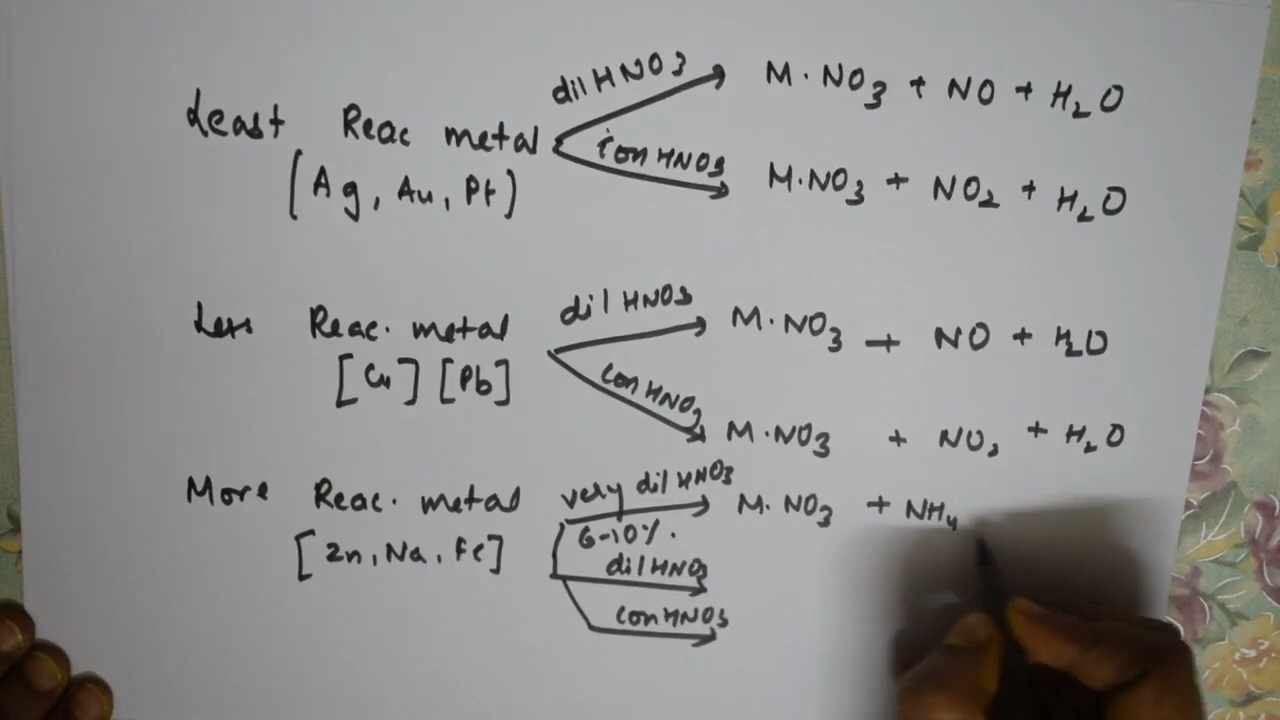 Least Reac metal dil HNO3 M·NO3 + NO + H2O
[Ag, Au, Pt) con HNO3 M·NO3 + NO2 + H2O
Less Reac. metal dil HNO3 M·NO3 + NO + H2O
[Cu] [Pb] con HNO3 M·NO3 + NO2 + H2O
More Reac. metal very dil HNO3 M·NO3 + NH4
[Zn, Na, Fe] 6-10%.
dil HNO3
con HNO3